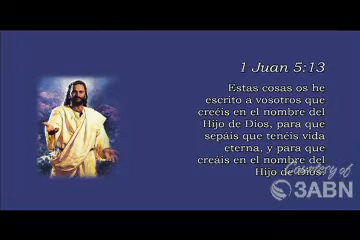 1 Juan 5:13
Estas cosas os he
escrito a vosotros que
creéis en el nombre del
Hijo de Dios, para que
sepáis que tenéis vida
eterna, y para que
creáis en el nombre del
Hijo de Dios.
Courtesy of
3ABN